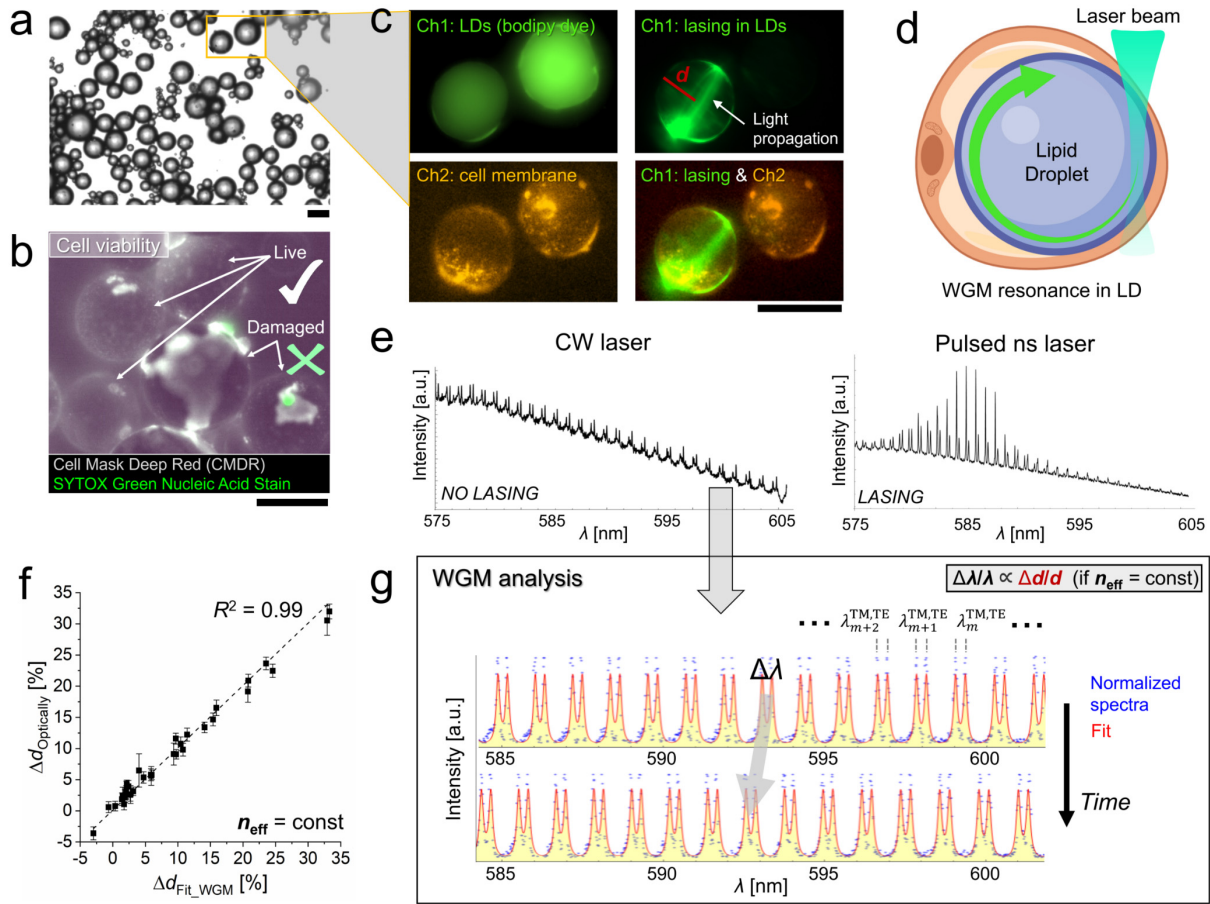 a
b
Cell viability
Live
Damaged
Cell Mask Deep Red (CMDR)
SYTOX Green Nucleic Acid Stain
c
Ch1: LDs (bodipy dye)
Ch1: lasing in LDs
d
Light
propagation
Ch2: cell membrane
Ch1: lasing & Ch2
d
Laser beam
Lipid
Droplet
WGM resonance in LD
e
CW laser
Intensity [a.u.]
NO LASING
575 585 595 605
λ [nm]
Pulsed ns laser
Intensity [a.u.]
LASING
575 585 595 605
λ [nm]
f
R² = 0.99
Δd_Optically [%]
35
30
25
20
15
10
5
0
-5
n_eff = const
-5 0 5 10 15 20 25 30 35
Δd_Fit_WGM [%]
g
WGM analysis
Δλ/λ ∝ Δd/d (if n_eff = const)
▪▪▪ λ_{m+2}^{TM,TE} λ_{m+1}^{TM,TE} λ_m^{TM,TE} ▪▪▪
Δλ
Normalized
spectra
Fit
Intensity [a.u.]
585 590 595 600
Time
585 590 595 600
λ [nm]